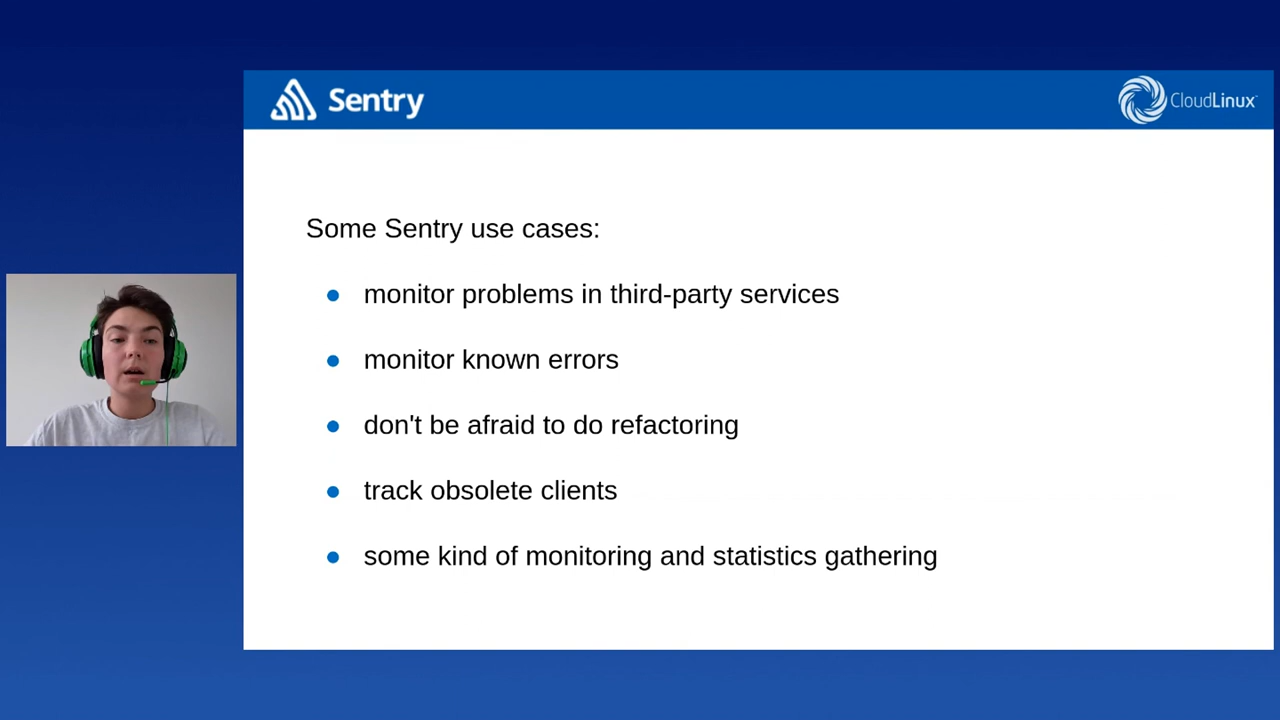 Sentry
CloudLinux
Some Sentry use cases:
monitor problems in third-party services
monitor known errors
don't be afraid to do refactoring
track obsolete clients
some kind of monitoring and statistics gathering